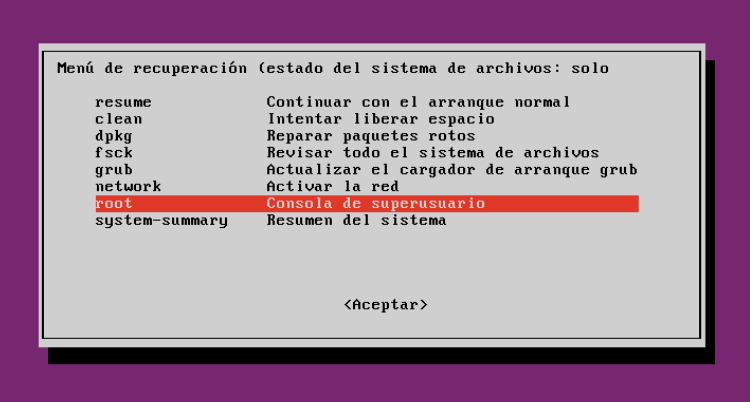 Menú de recuperación (estado del sistema de archivos: solo
resume Continuar con el arranque normal
clean Intentar liberar espacio
dpkg Reparar paquetes rotos
fsck Revisar todo el sistema de archivos
grub Actualizar el cargador de arranque grub
network Activar la red
root Consola de superusuario
system-summary Resumen del sistema
<Aceptar>